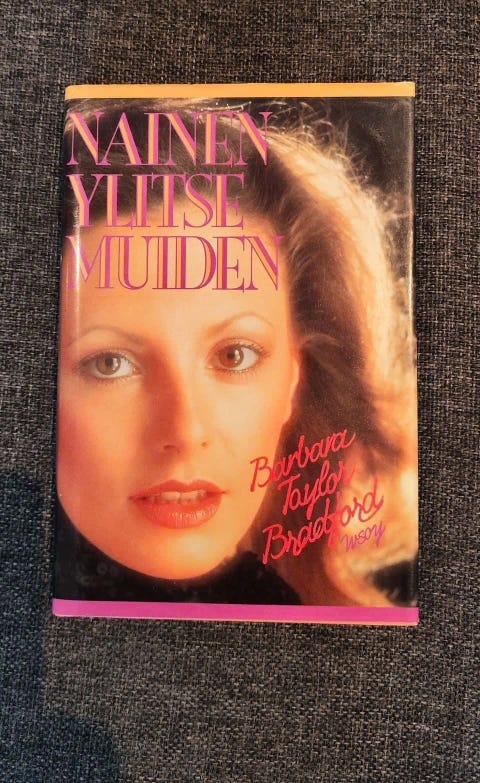 NAINEN
YLITSE
MUIDEN
Barbara
Taylor
Bradford
WSOY